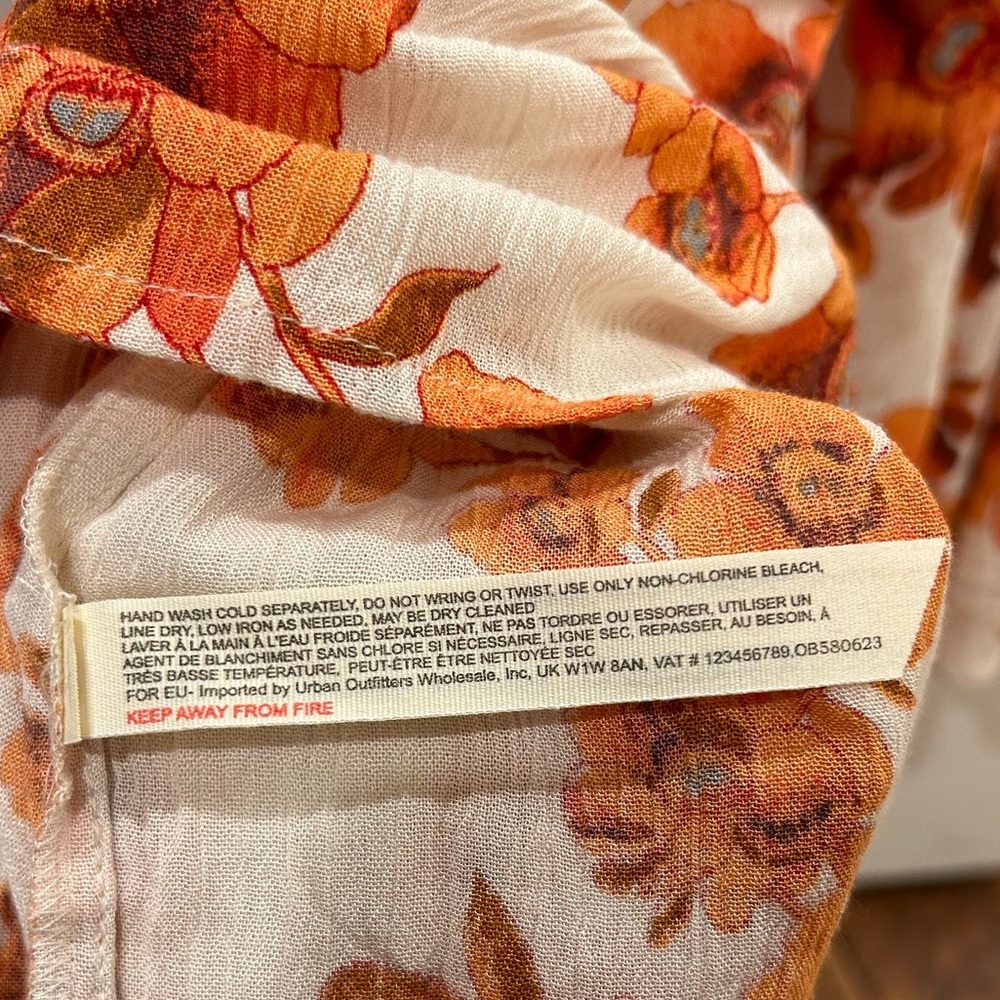 HAND WASH COLD SEPARATELY, DO NOT WRING OR TWIST, USE ONLY NON-CHLORINE BLEACH,
LINE DRY, LOW IRON AS NEEDED, MAY BE DRY CLEANED
LAVER À LA MAIN À L'EAU FROIDE SÉPARÉMENT, NE PAS TORDRE OU ESSORER, UTILISER UN
AGENT DE BLANCHIMENT SANS CHLORE SI NÉCESSAIRE, LIGNE SEC, REPASSER, AU BESOIN, À
TRÈS BASSE TEMPÉRATURE, PEUT-ÊTRE ÊTRE NETTOYÉE SEC
FOR EU- Imported by Urban Outfitters Wholesale, Inc, UK W1W 8AN, VAT # 123456789,OB580623
KEEP AWAY FROM FIRE